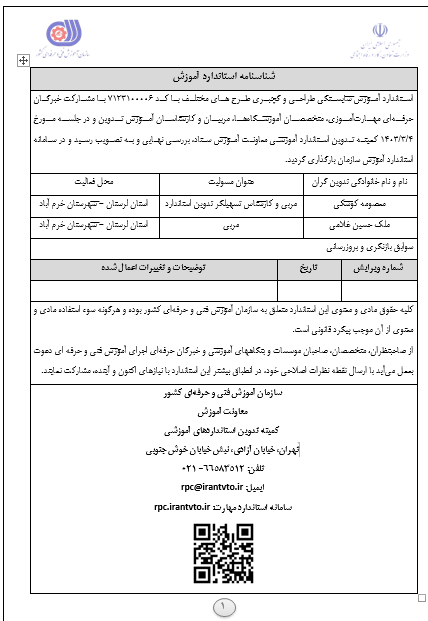 شناسنامه استاندارد آموزش
استاندارد آموزش شایستگی طراحی و گچبری طرح های مختلف با کد ۷۱۲۳۱۰۰۰۶ با مشارکت خبرگان
حرفه‌ای مهارت‌آموزی، متخصصان آموزشگاه‌ها، مربیان و کارشناسان آموزش تدوین و در جلسه مورخ
۱۴۰۳/۳/۴ کمیته تدوین استاندارد آموزشی معاونت آموزش ستاد، بررسی نهایی و به تصویب رسید و در سامانه
استاندارد آموزش سازمان بارگذاری گردید.
نام و نام خانوادگی تدوین گران عنوان مسولیت محل فعالیت
معصومه کوشکی مربی و کارشناس تسهیلگر تدوین استاندارد استان لرستان – شهرستان خرم آباد
ملک حسین غلامی مربی استان لرستان – شهرستان خرم آباد
سوابق بازنگری و بروزرسانی
شماره ویرایش تاریخ توضیحات و تغییرات اعمال شده
کلیه حقوق مادی و معنوی این استاندارد متعلق به سازمان آموزش فنی و حرفه‌ای کشور بوده و هرگونه سوء استفاده مادی و
معنوی از آن موجب پیگرد قانونی است.
از صاحبنظران، متخصصان، صاحبان موسسات و بنگاههای آموزشی و خبرگان حرفه‌ای اجرای آموزش فنی و حرفه ای دعوت
بعمل می‌آید با ارسال نقطه نظرات اصلاحی خود، در انطباق بیشتر این استاندارد با نیازهای اکنون و آینده، مشارکت نمایند.
سازمان آموزش فنی و حرفه‌ای کشور
معاونت آموزش
کمیته تدوین استانداردهای آموزشی
تهران، خیابان آزادی، نبش خیابان خوش جنوبی
تلفن: ۶۶۵۸۳۵۱۲-۰۲۱
ایمیل: rpc@irantvto.ir
سامانه استاندارد مهارت: rpc.irantvto.ir
۱